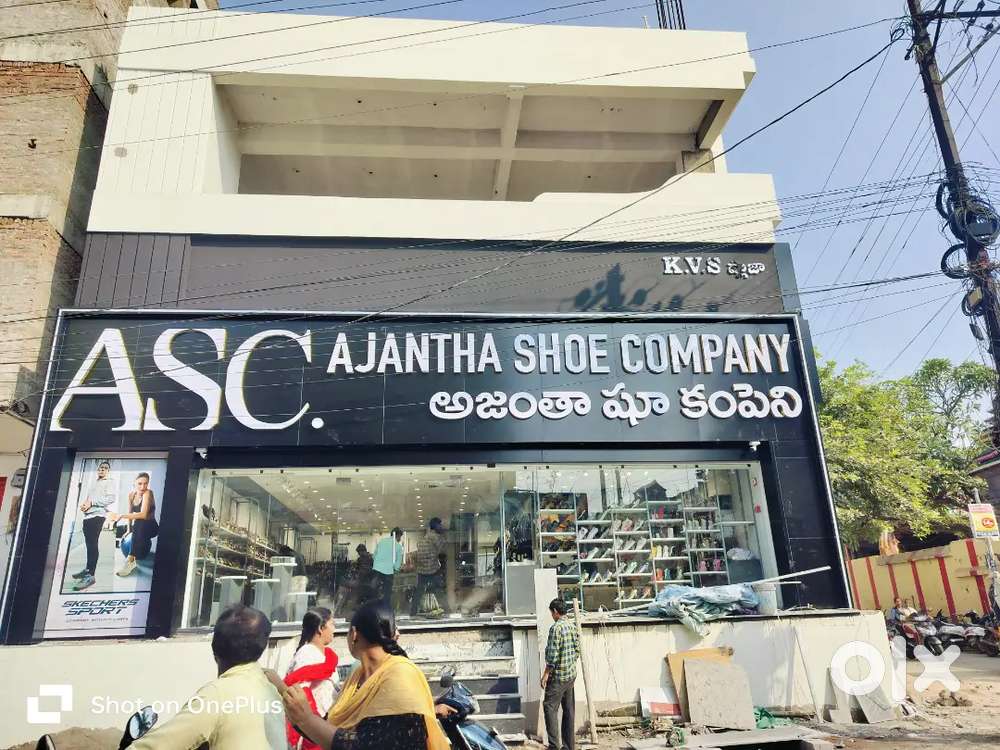 K.V.S ప్లాజా
ASC.
AJANTHA SHOE COMPANY
అజంతా షూ కంపెని
SKECHERS
SPORT
olx
Shot on OnePlus